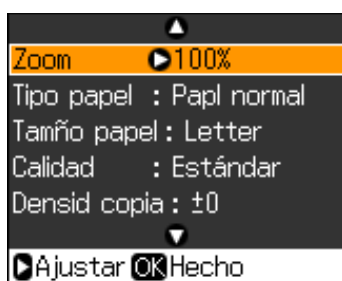 Zoom 100%
Tipo papel : Papl normal
Tamño papel : Letter
Calidad : Estándar
Densid copia : ±0
Ajustar OK Hecho